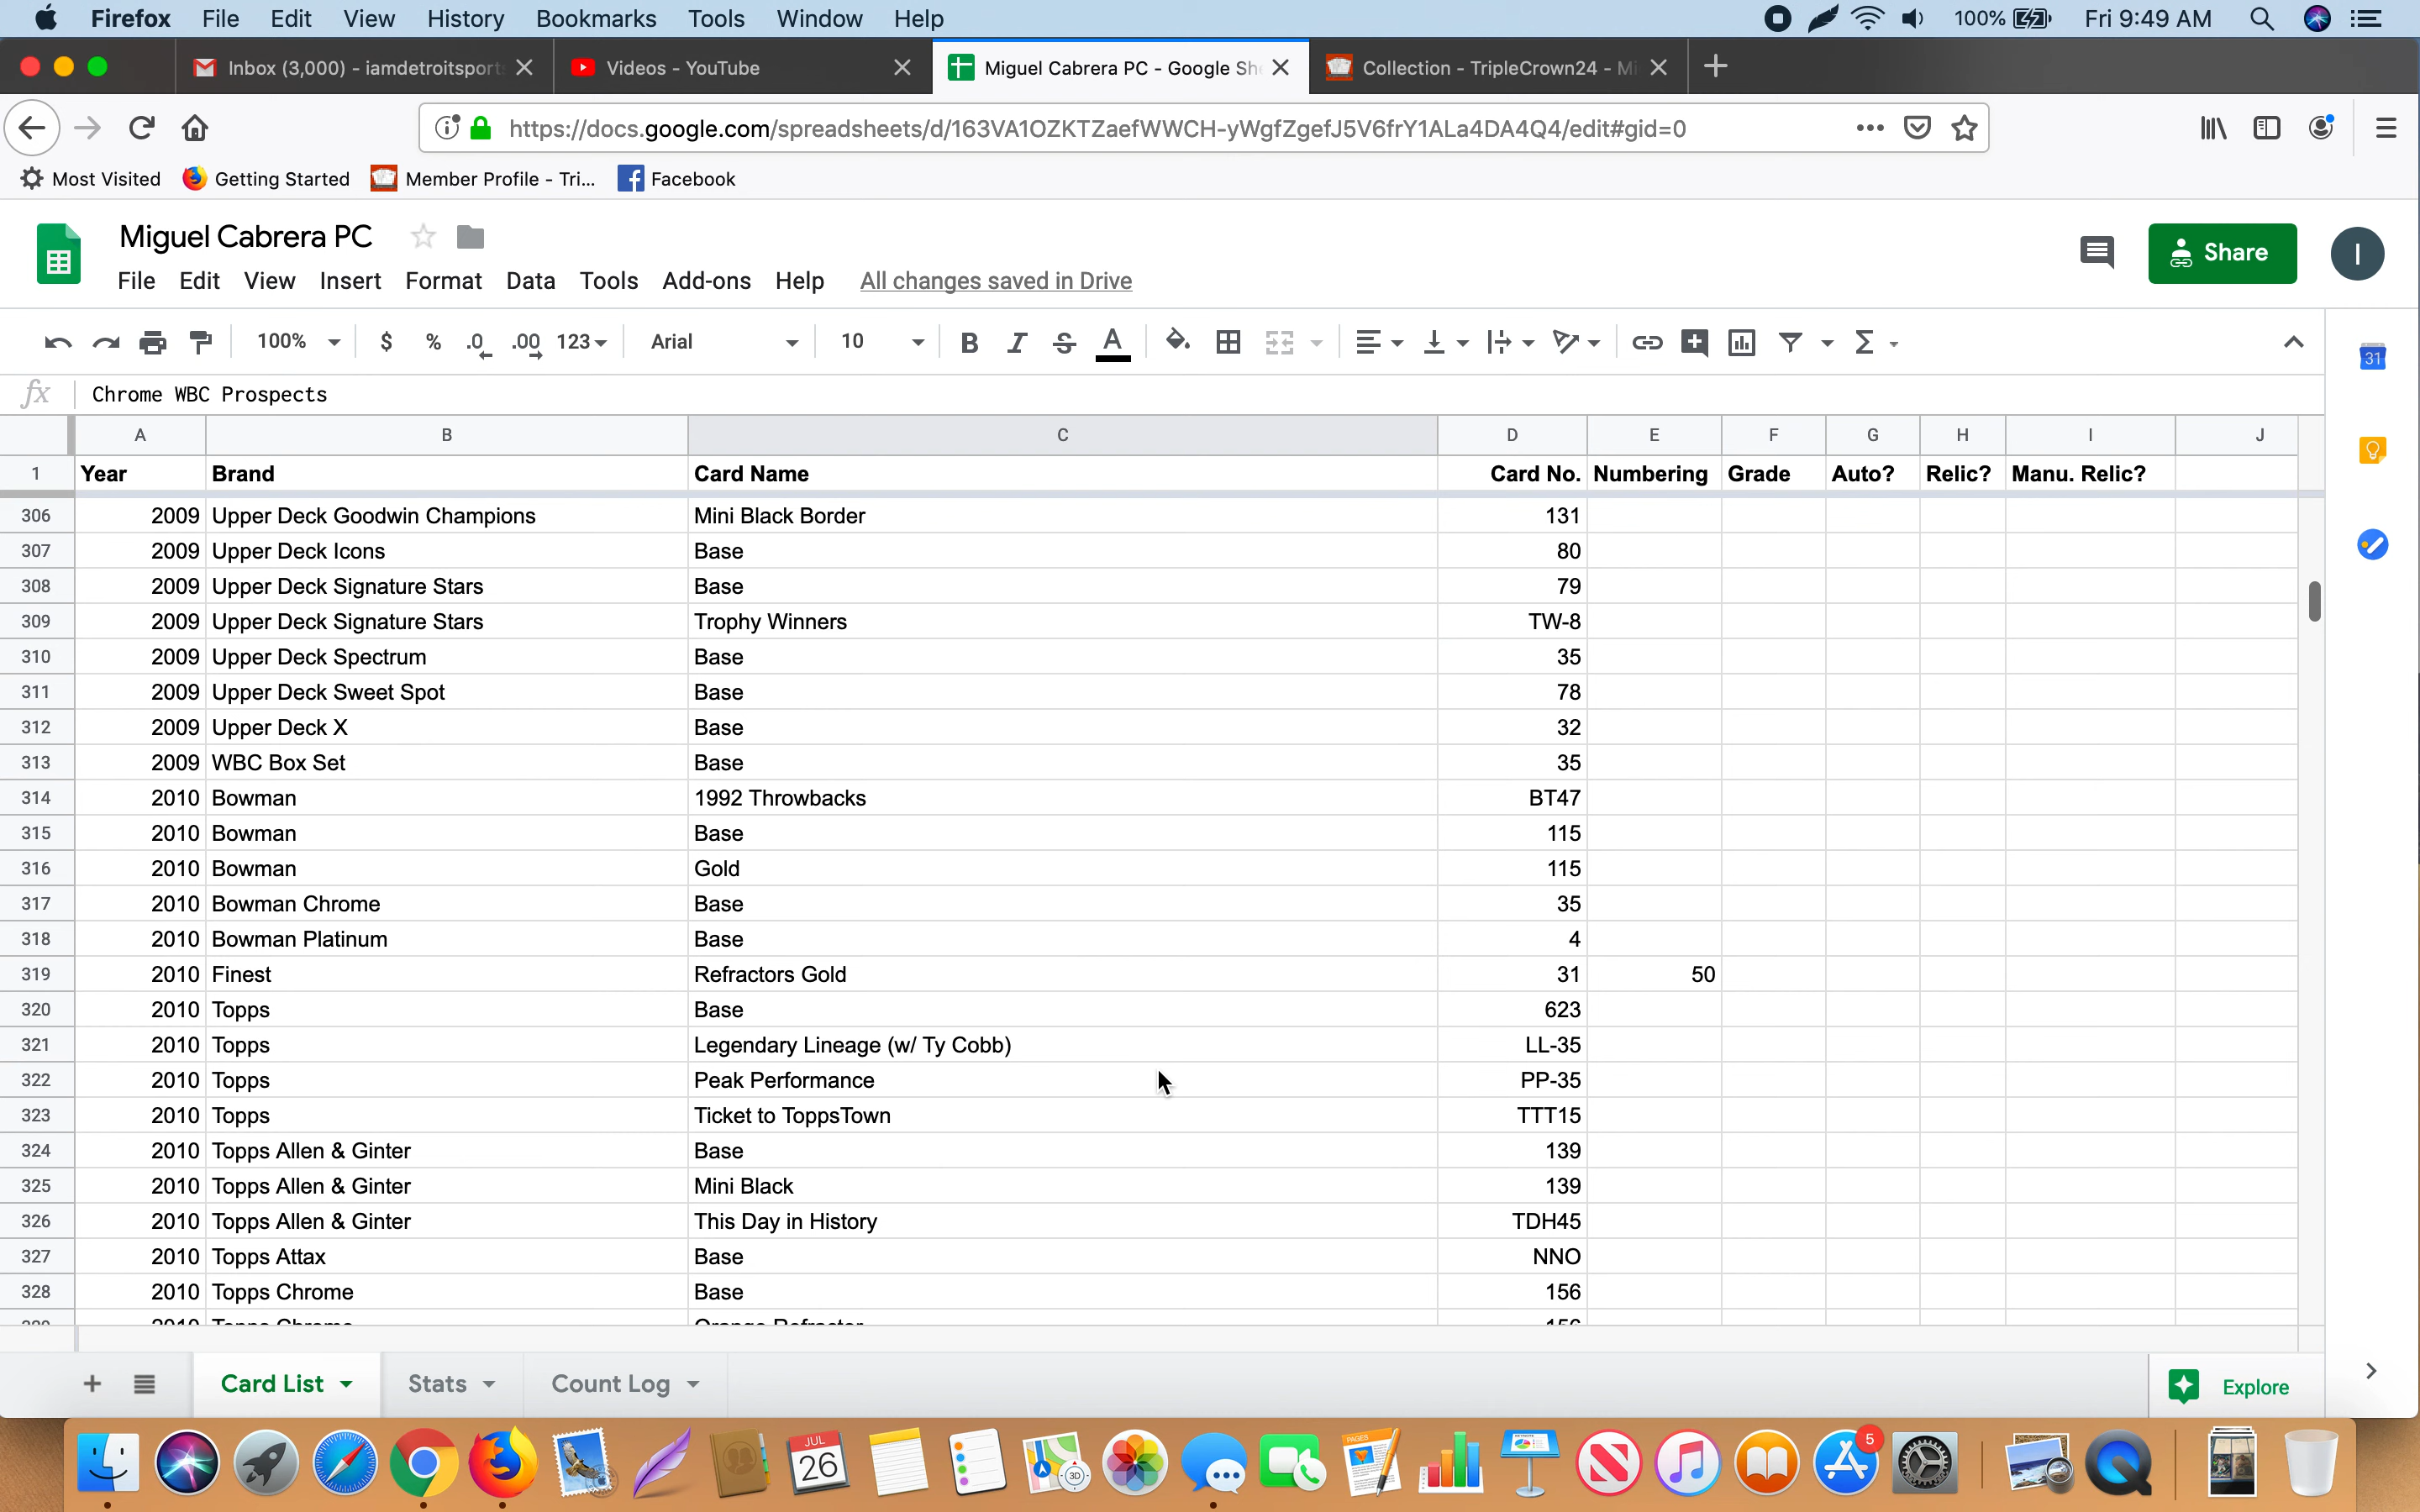 Firefox File Edit View History Bookmarks Tools Window Help 100% Fri 9:49 AM
Inbox (3,000) - iamdetroitsport Videos - YouTube Miguel Cabrera PC - Google Sh Collection - TripleCrown24 - Mi
https://docs.google.com/spreadsheets/d/163VA1OZKTZaefWWCH-yWgfZgefJ5V6frY1ALa4DA4Q4/edit#gid=0
Most Visited Getting Started Member Profile - Tri... Facebook
Miguel Cabrera PC
Share I
File Edit View Insert Format Data Tools Add-ons Help All changes saved in Drive
100% $ % .0 .00 123 Arial 10 B I S A Σ
31
fx Chrome WBC Prospects
A B C D E F G H I J
1 Year Brand Card Name Card No. Numbering Grade Auto? Relic? Manu. Relic?
306 2009 Upper Deck Goodwin Champions Mini Black Border 131
307 2009 Upper Deck Icons Base 80
308 2009 Upper Deck Signature Stars Base 79
309 2009 Upper Deck Signature Stars Trophy Winners TW-8
310 2009 Upper Deck Spectrum Base 35
311 2009 Upper Deck Sweet Spot Base 78
312 2009 Upper Deck X Base 32
313 2009 WBC Box Set Base 35
314 2010 Bowman 1992 Throwbacks BT47
315 2010 Bowman Base 115
316 2010 Bowman Gold 115
317 2010 Bowman Chrome Base 35
318 2010 Bowman Platinum Base 4
319 2010 Finest Refractors Gold 31 50
320 2010 Topps Base 623
321 2010 Topps Legendary Lineage (w/ Ty Cobb) LL-35
322 2010 Topps Peak Performance PP-35
323 2010 Topps Ticket to ToppsTown TTT15
324 2010 Topps Allen & Ginter Base 139
325 2010 Topps Allen & Ginter Mini Black 139
326 2010 Topps Allen & Ginter This Day in History TDH45
327 2010 Topps Attax Base NNO
328 2010 Topps Chrome Base 156
329 2010 Topps Chrome Orange Refractor 156
Card List Stats Count Log Explore
JUL 26 3D PAGES 5